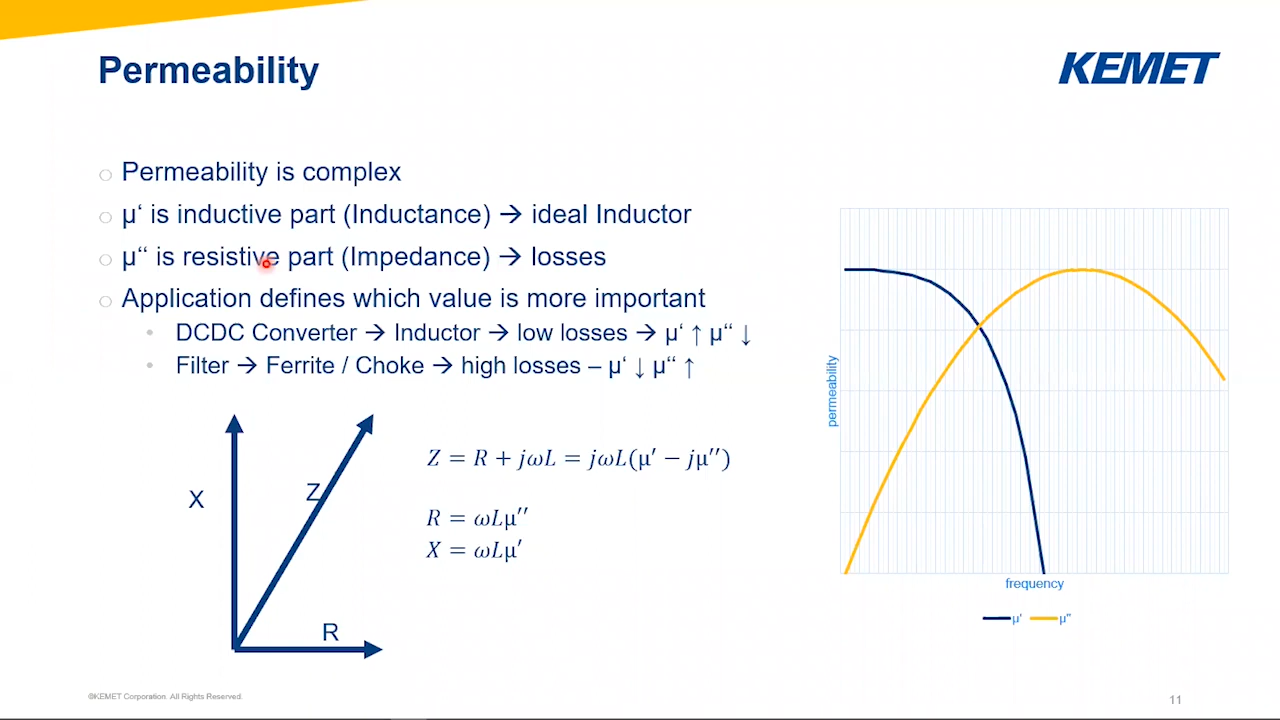 Permeability
KEMET
Permeability is complex
µ‘ is inductive part (Inductance) → ideal Inductor
µ“ is resistive part (Impedance) → losses
Application defines which value is more important
DCDC Converter → Inductor → low losses → µ‘ ↑ µ“ ↓
Filter → Ferrite / Choke → high losses – µ‘ ↓ µ“ ↑
X
Z
R
Z = R + jωL = jωL(µ′ − jµ′′)
R = ωLµ′′
X = ωLµ′
permeability
frequency
µ' µ"
©KEMET Corporation. All Rights Reserved.
11